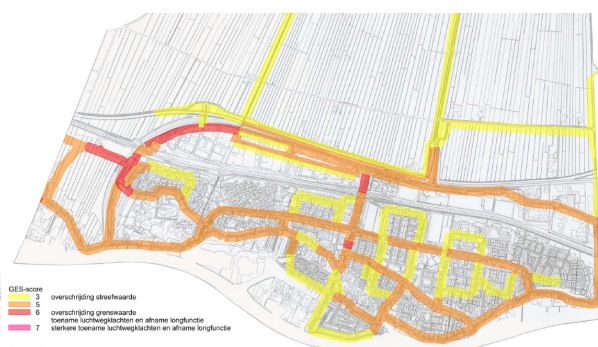 GES-score
3 overschrijding streefwaarde
5
6 overschrijding grenswaarde
toename luchtwegklachten en afname longfunctie
7 sterkere toename luchtwegklachten en afname longfunctie